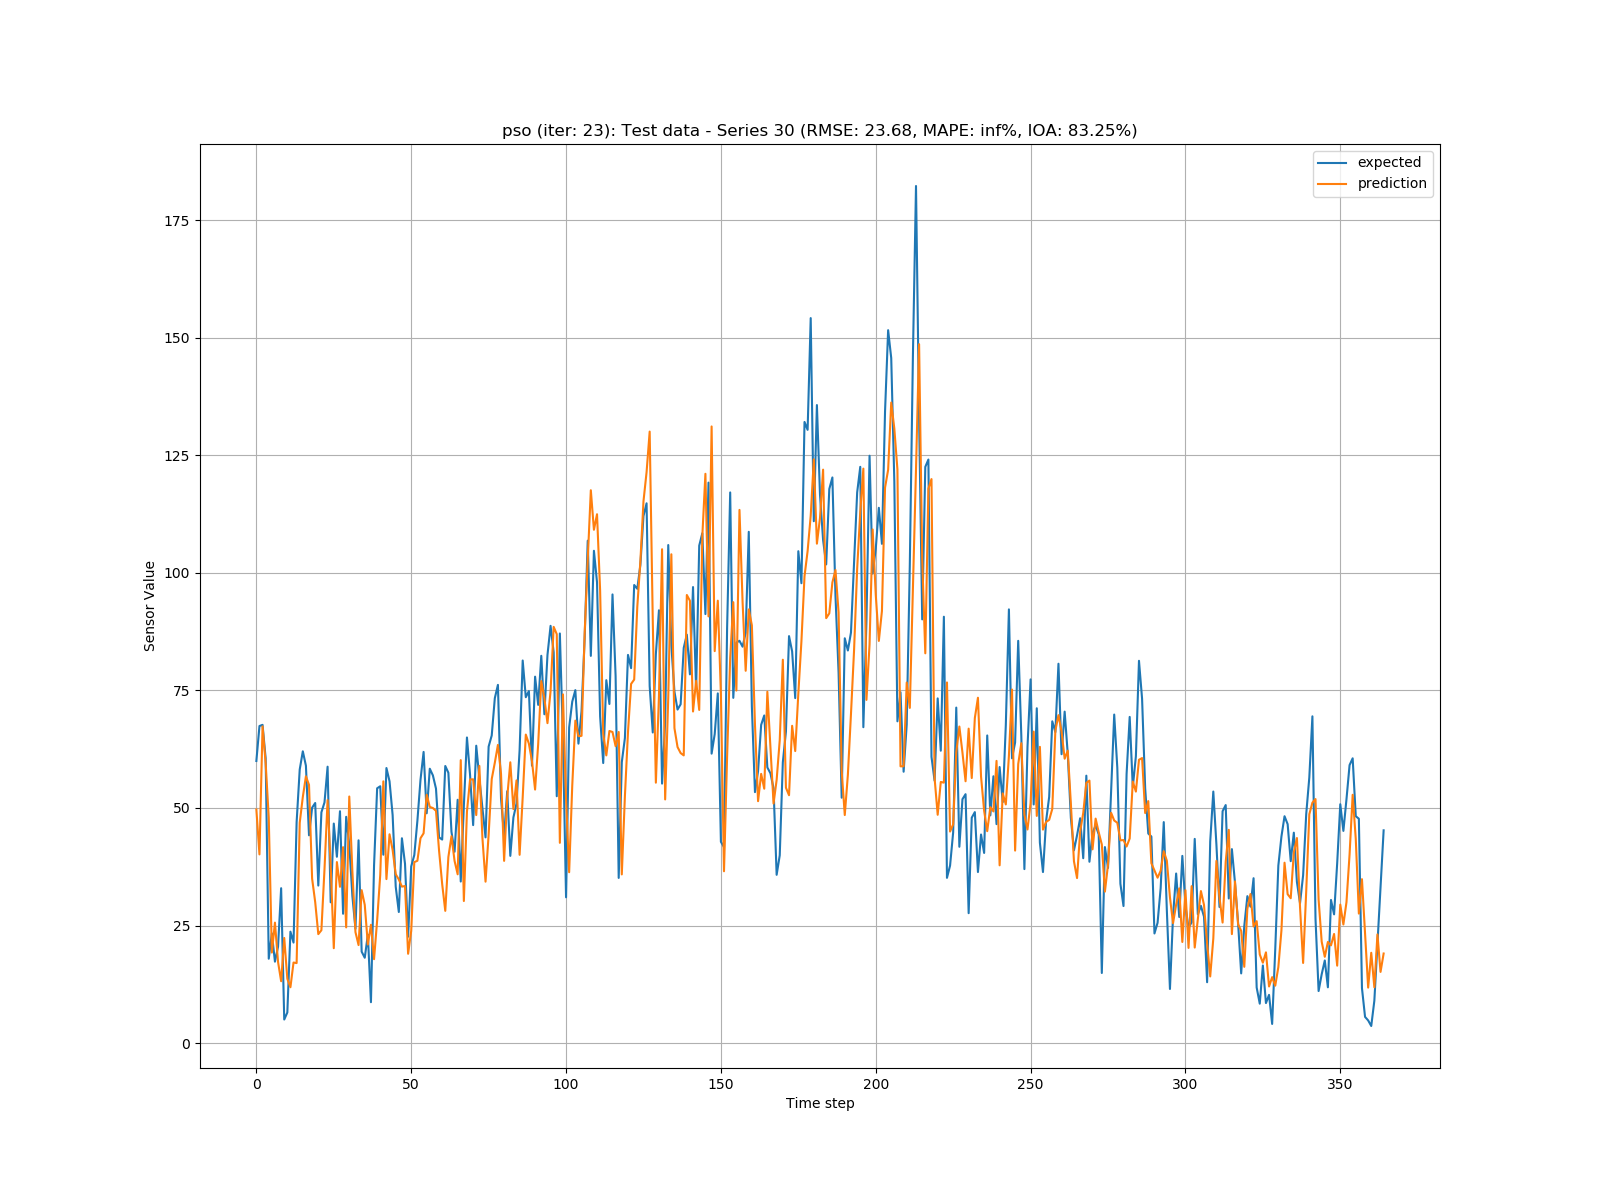 pso (iter: 23): Test data - Series 30 (RMSE: 23.68, MAPE: inf%, IOA: 83.25%)
expected
prediction
175
150
125
100
75
50
25
0
Sensor Value
0 50 100 150 200 250 300 350
Time step